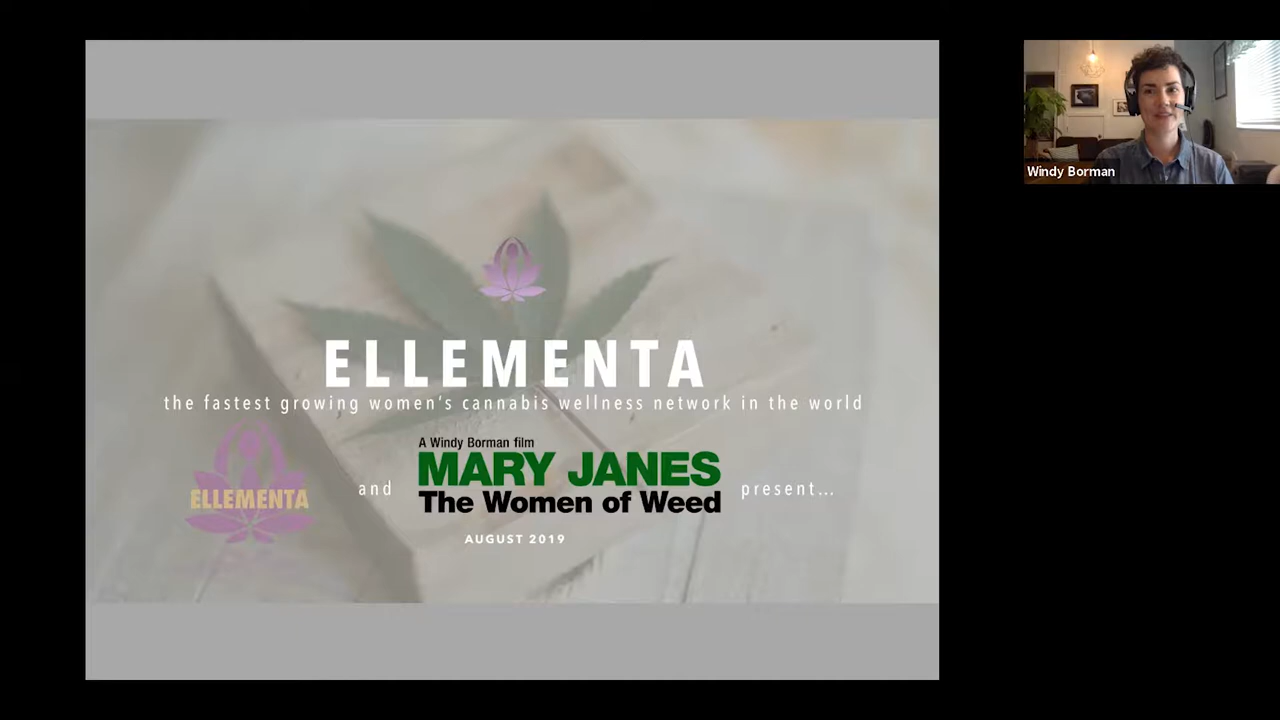 ELLEMENTA
the fastest growing women's cannabis wellness network in the world
ELLEMENTA
and
A Windy Borman film
MARY JANES
The Women of Weed
present...
AUGUST 2019
Windy Borman